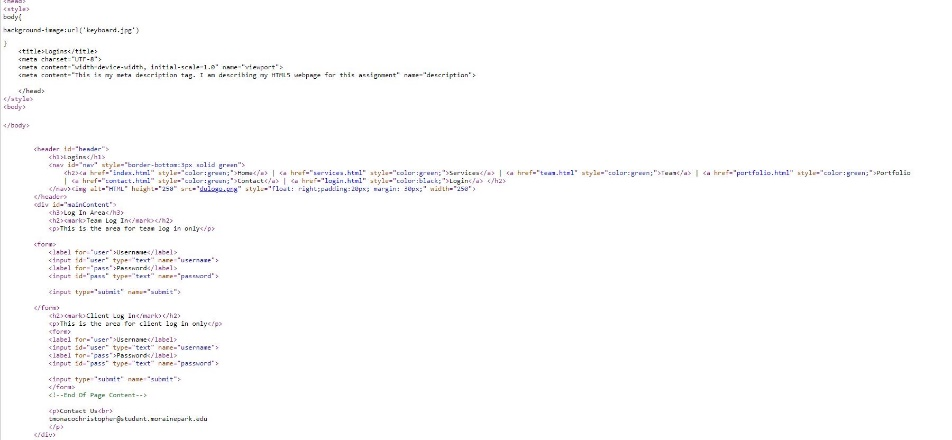 <head>
<style>
body{
background-image:url('keyboard.jpg')
}
<title>Logins</title>
<meta charset="UTF-8">
<meta content="width=device-width, initial-scale=1.0" name="viewport">
<meta content="This is my meta description tag. I am describing my HTML5 webpage for this assignment" name="description">
</head>
</style>
<body>
</body>
<header id="header">
<h1>Logins</h1>
<nav id="nav" style="border-bottom:3px solid green">
<h2><a href="index.html" style="color:green;">Home</a> | <a href="services.html" style="color:green;">Services</a> | <a href="team.html" style="color:green;">Team</a> | <a href="portfolio.html" style="color:green;">Portfolio
| <a href="contact.html" style="color:green;">Contact</a> | <a href="login.html" style="color:black;">Login</a> </h2>
</nav><img alt="HTML" height="250" src="dulogo.png" style="float: right;padding:20px; margin: 30px;" width="250">
</header>
<div id="mainContent">
<h3>Log In Area</h3>
<h2><mark>Team Log In</mark></h2>
<p>This is the area for team log in only</p>
<form>
<label for="user">Username</label>
<input id="user" type="text" name="username">
<label for="pass">Password</label>
<input id="pass" type="text" name="password">
<input type="submit" name="submit">
</form>
<h2><mark>Client Log In</mark></h2>
<p>This is the area for client log in only</p>
<form>
<label for="user">Username</label>
<input id="user" type="text" name="username">
<label for="pass">Password</label>
<input id="pass" type="text" name="password">
<input type="submit" name="submit">
</form>
<!--End Of Page Content-->
<p>Contact Us<br>
tmonacochristopher@student.morainepark.edu
</p>
</div>